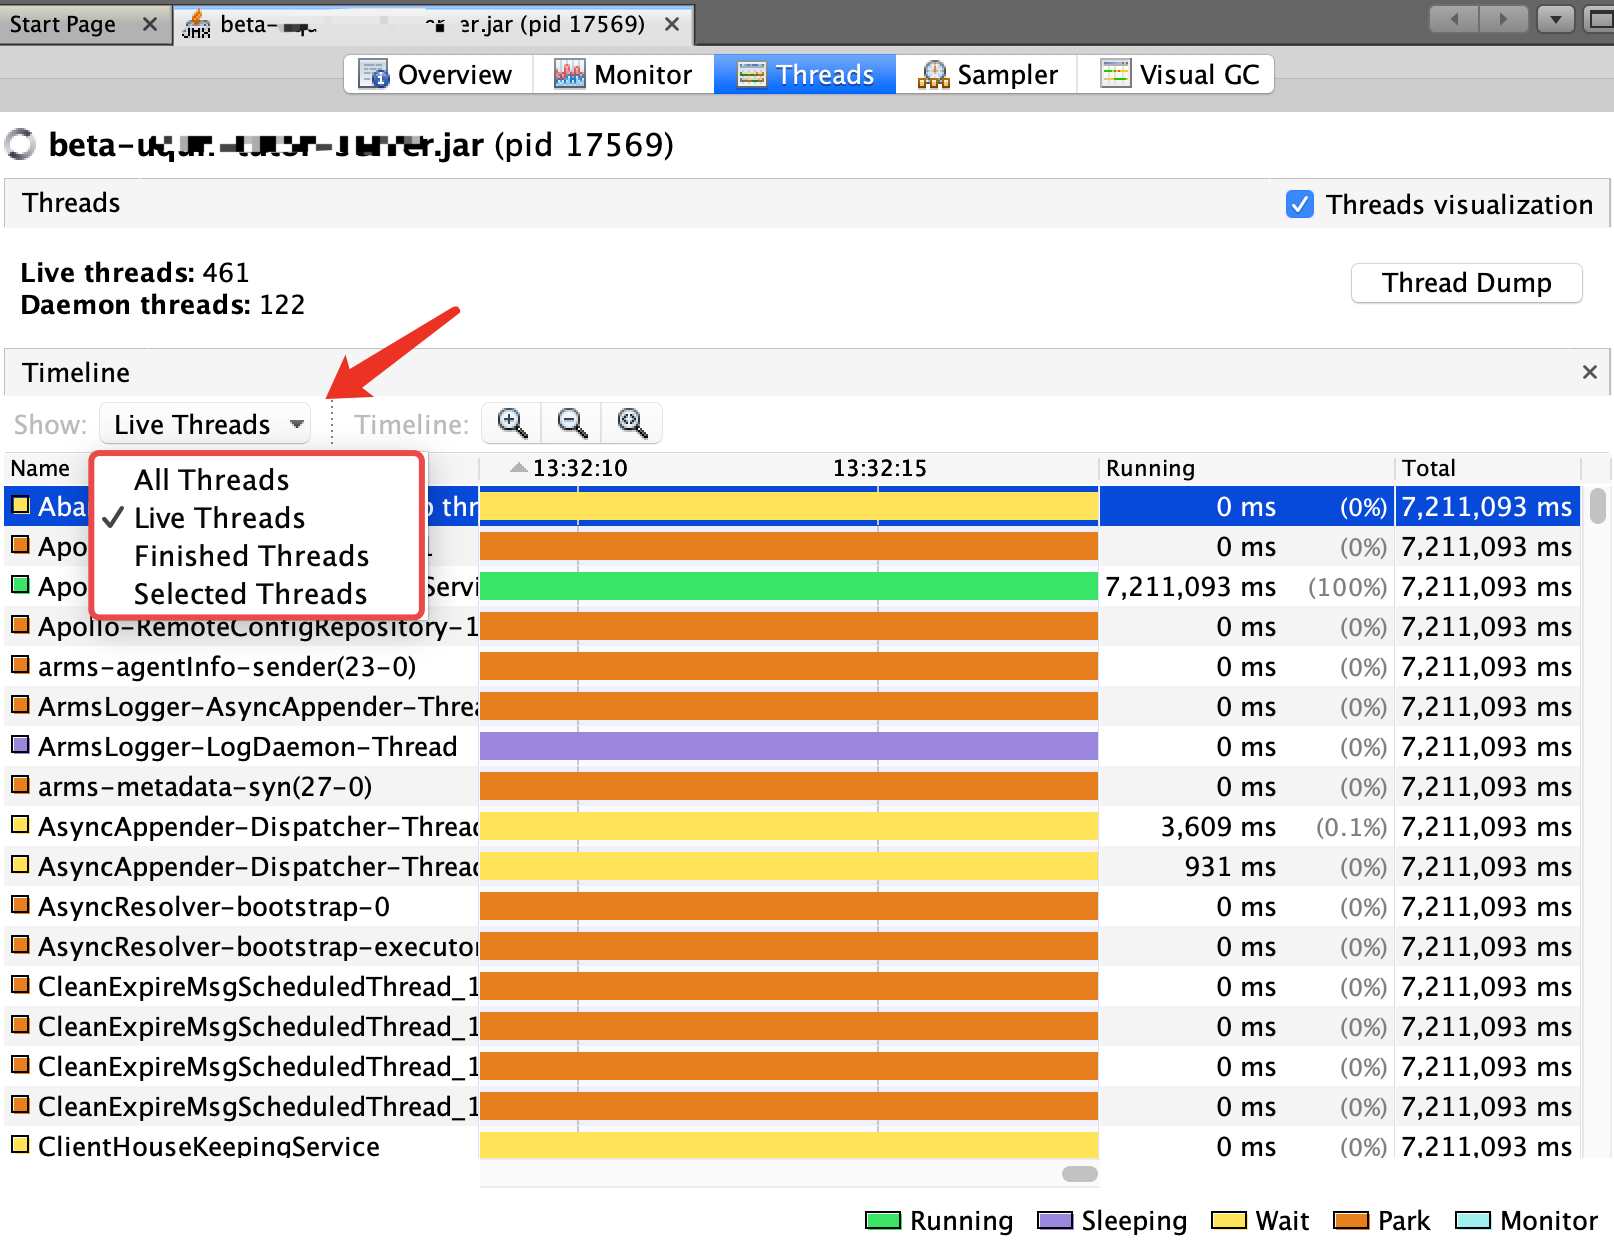 Start Page
beta- er.jar (pid 17569)
Overview
Monitor
Threads
Sampler
Visual GC
er.jar (pid 17569)
Threads
Threads visualization
Live threads: 461
Daemon threads: 122
Thread Dump
Timeline
Show: Live Threads
Timeline:
All Threads
Live Threads
Finished Threads
Selected Threads
Name 13:32:10 13:32:15 Running Total
Aba thr 0 ms (0%) 7,211,093 ms
Apo 0 ms (0%) 7,211,093 ms
Apo Servi 7,211,093 ms (100%) 7,211,093 ms
Apollo-RemoteConfigRepository-1 0 ms (0%) 7,211,093 ms
arms-agentInfo-sender(23-0) 0 ms (0%) 7,211,093 ms
ArmsLogger-AsyncAppender-Threa 0 ms (0%) 7,211,093 ms
ArmsLogger-LogDaemon-Thread 0 ms (0%) 7,211,093 ms
arms-metadata-syn(27-0) 0 ms (0%) 7,211,093 ms
AsyncAppender-Dispatcher-Threac 3,609 ms (0.1%) 7,211,093 ms
AsyncAppender-Dispatcher-Threac 931 ms (0%) 7,211,093 ms
AsyncResolver-bootstrap-0 0 ms (0%) 7,211,093 ms
AsyncResolver-bootstrap-executor 0 ms (0%) 7,211,093 ms
CleanExpireMsgScheduledThread_1 0 ms (0%) 7,211,093 ms
CleanExpireMsgScheduledThread_1 0 ms (0%) 7,211,093 ms
CleanExpireMsgScheduledThread_1 0 ms (0%) 7,211,093 ms
CleanExpireMsgScheduledThread_1 0 ms (0%) 7,211,093 ms
ClientHouseKeepingService 0 ms (0%) 7,211,093 ms
Running Sleeping Wait Park Monitor